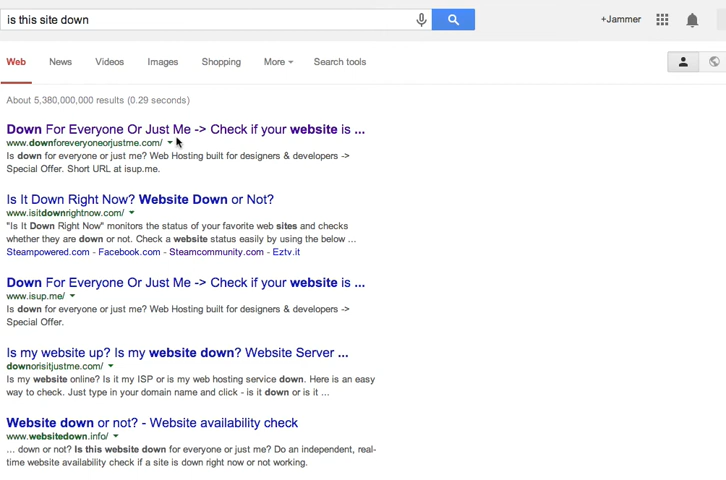 is this site down
+Jammer
Web News Videos Images Shopping More Search tools
About 5,380,000,000 results (0.29 seconds)
Down For Everyone Or Just Me -> Check if your website is ...
www.downforeveryoneorjustme.com/
Is down for everyone or just me? Web Hosting built for designers & developers ->
Special Offer. Short URL at isup.me.
Is It Down Right Now? Website Down or Not?
www.isitdownrightnow.com/
"Is It Down Right Now" monitors the status of your favorite web sites and checks
whether they are down or not. Check a website status easily by using the below ...
Steampowered.com - Facebook.com - Steamcommunity.com - Eztv.it
Down For Everyone Or Just Me -> Check if your website is ...
www.isup.me/
Is down for everyone or just me? Web Hosting built for designers & developers ->
Special Offer.
Is my website up? Is my website down? Website Server ...
downorisitjustme.com/
Is my website online? Is it my ISP or is my web hosting service down. Here is an easy
way to check. Just type in your domain name and click - is it down or is it ...
Website down or not? - Website availability check
www.websitedown.info/
... down or not? Is this website down for everyone or just me? Do an independent, real-
time website availability check if a site is down right now or not working.